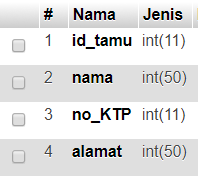 # Nama Jenis
1 id_tamu int(11)
2 nama int(50)
3 no_KTP int(11)
4 alamat int(50)